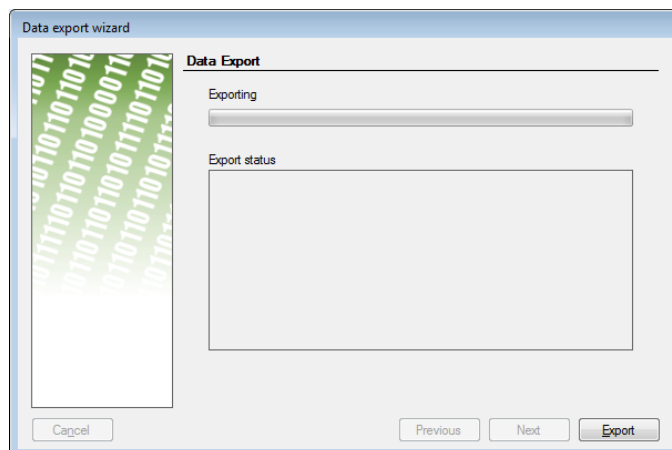 Data export wizard
Data Export
Exporting
Export status
Cancel
Previous
Next
Export